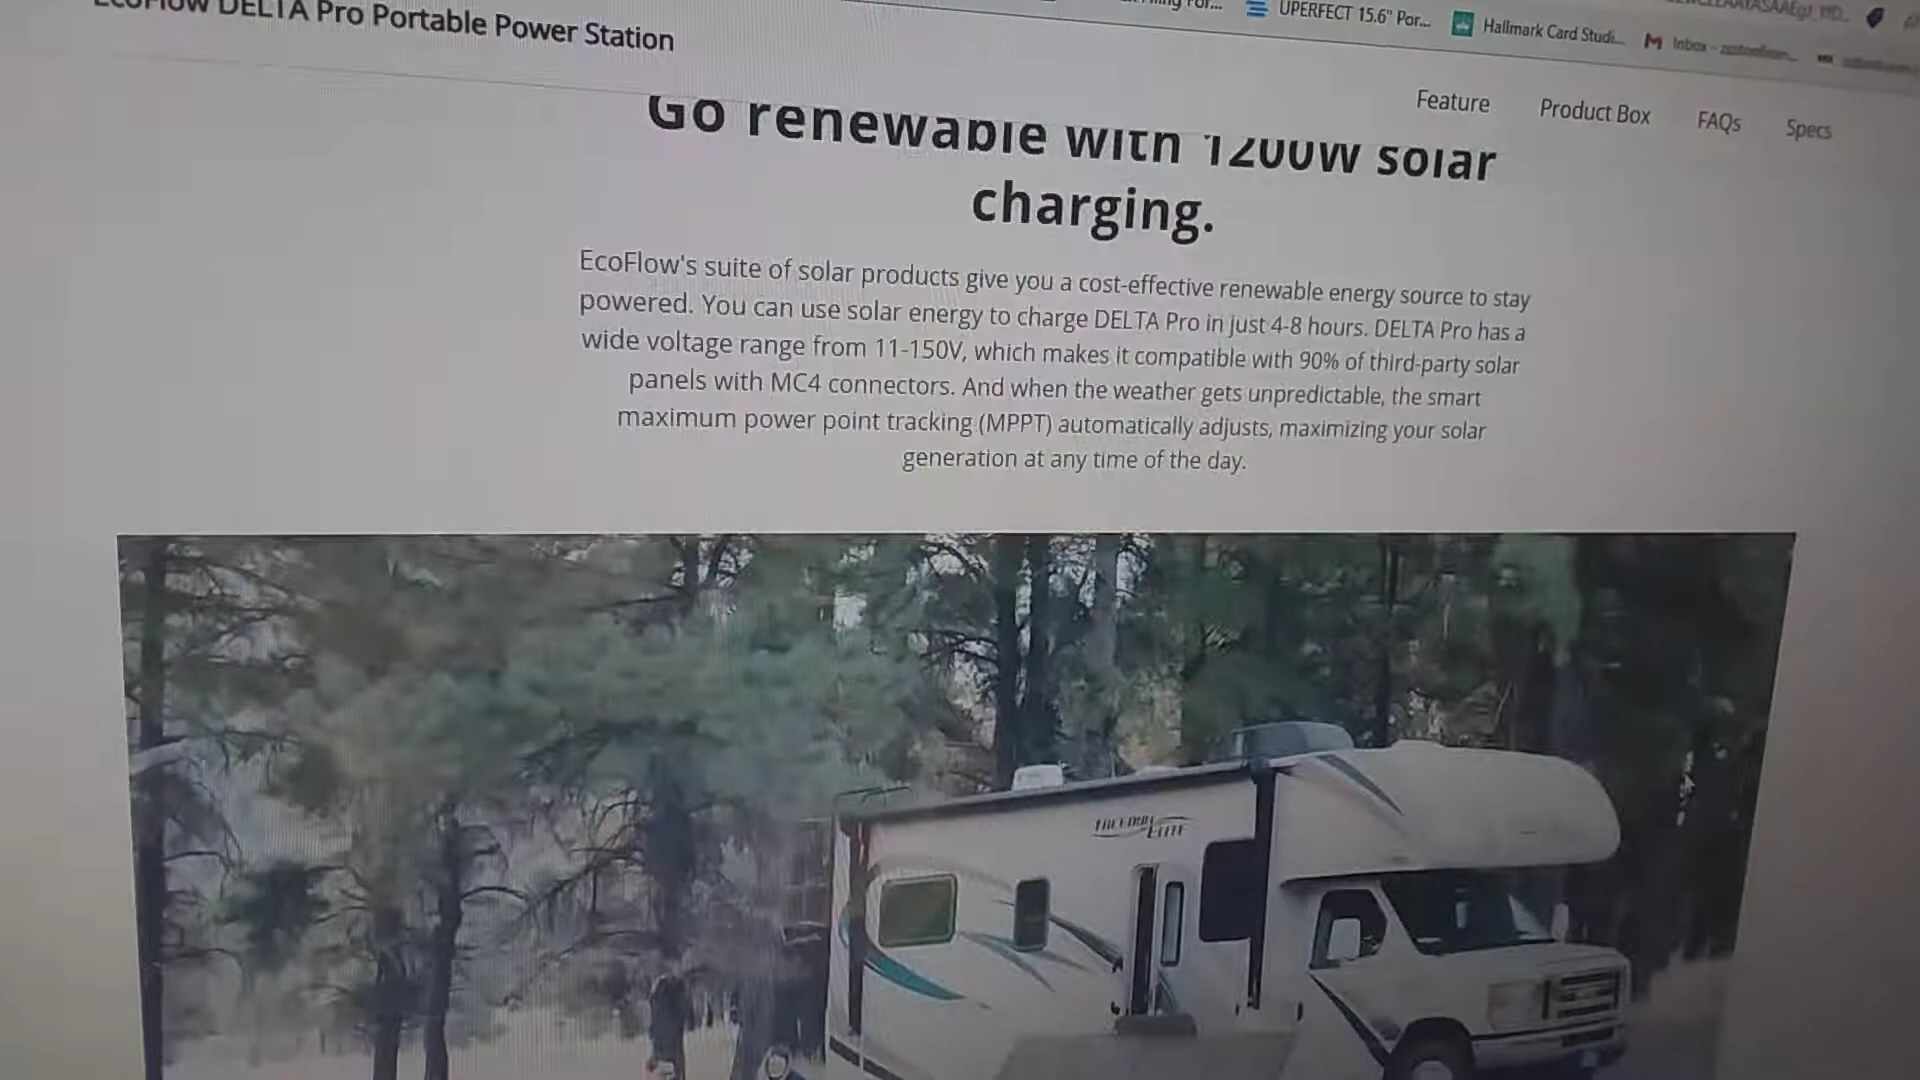 EcoFlow DELTA Pro Portable Power Station
UPERFECT 15.6" Por...
Hallmark Card Studi...
Inbox -
Feature
Product Box
FAQs
Specs
Go renewable with 1200W solar
charging.
EcoFlow's suite of solar products give you a cost-effective renewable energy source to stay
powered. You can use solar energy to charge DELTA Pro in just 4-8 hours. DELTA Pro has a
wide voltage range from 11-150V, which makes it compatible with 90% of third-party solar
panels with MC4 connectors. And when the weather gets unpredictable, the smart
maximum power point tracking (MPPT) automatically adjusts, maximizing your solar
generation at any time of the day.
FREEDOM
ELITE